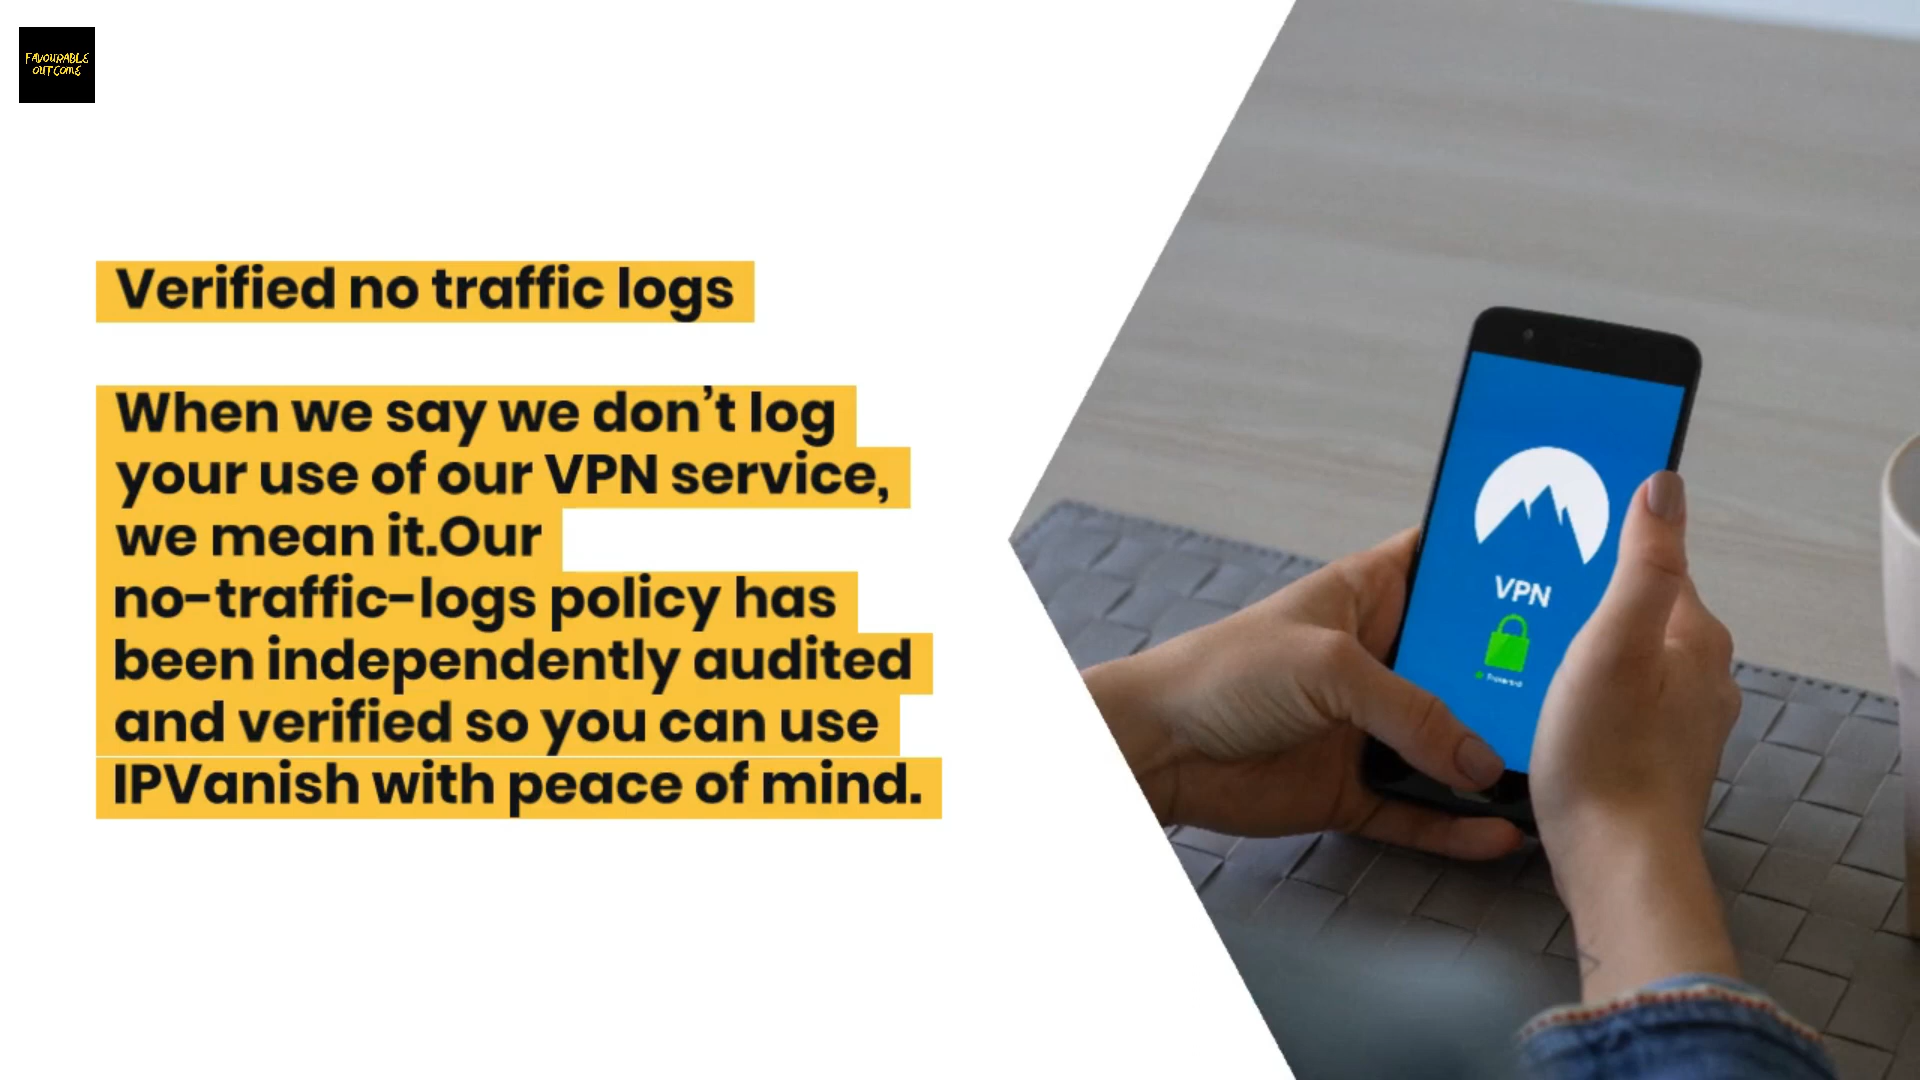 FAVOURABLE
OUTCOME
Verified no traffic logs
When we say we don’t log
your use of our VPN service,
we mean it.Our
no-traffic-logs policy has
been independently audited
and verified so you can use
IPVanish with peace of mind.
VPN